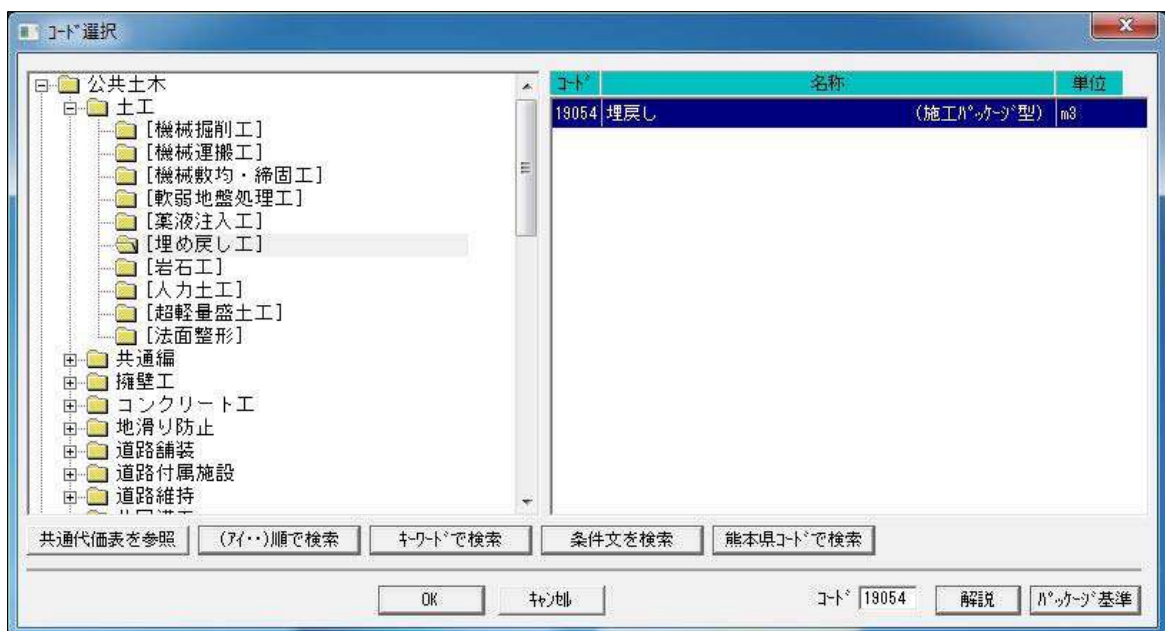 コード選択
公共土木
土工
[機械掘削工]
[機械運搬工]
[機械敷均・締固工]
[軟弱地盤処理工]
[薬液注入工]
[埋め戻し工]
[岩石工]
[人力土工]
[超軽量盛土工]
[法面整形]
共通編
擁壁工
コンクリート工
地滑り防止
道路舗装
道路付属施設
道路維持
コード 名称 単位
19054 埋戻し (施工パッケージ型) m3
共通代価表を参照 (アイ・・)順で検索 キーワードで検索 条件文を検索 熊本県コードで検索
OK キャンセル コード 19054 解説 パッケージ基準